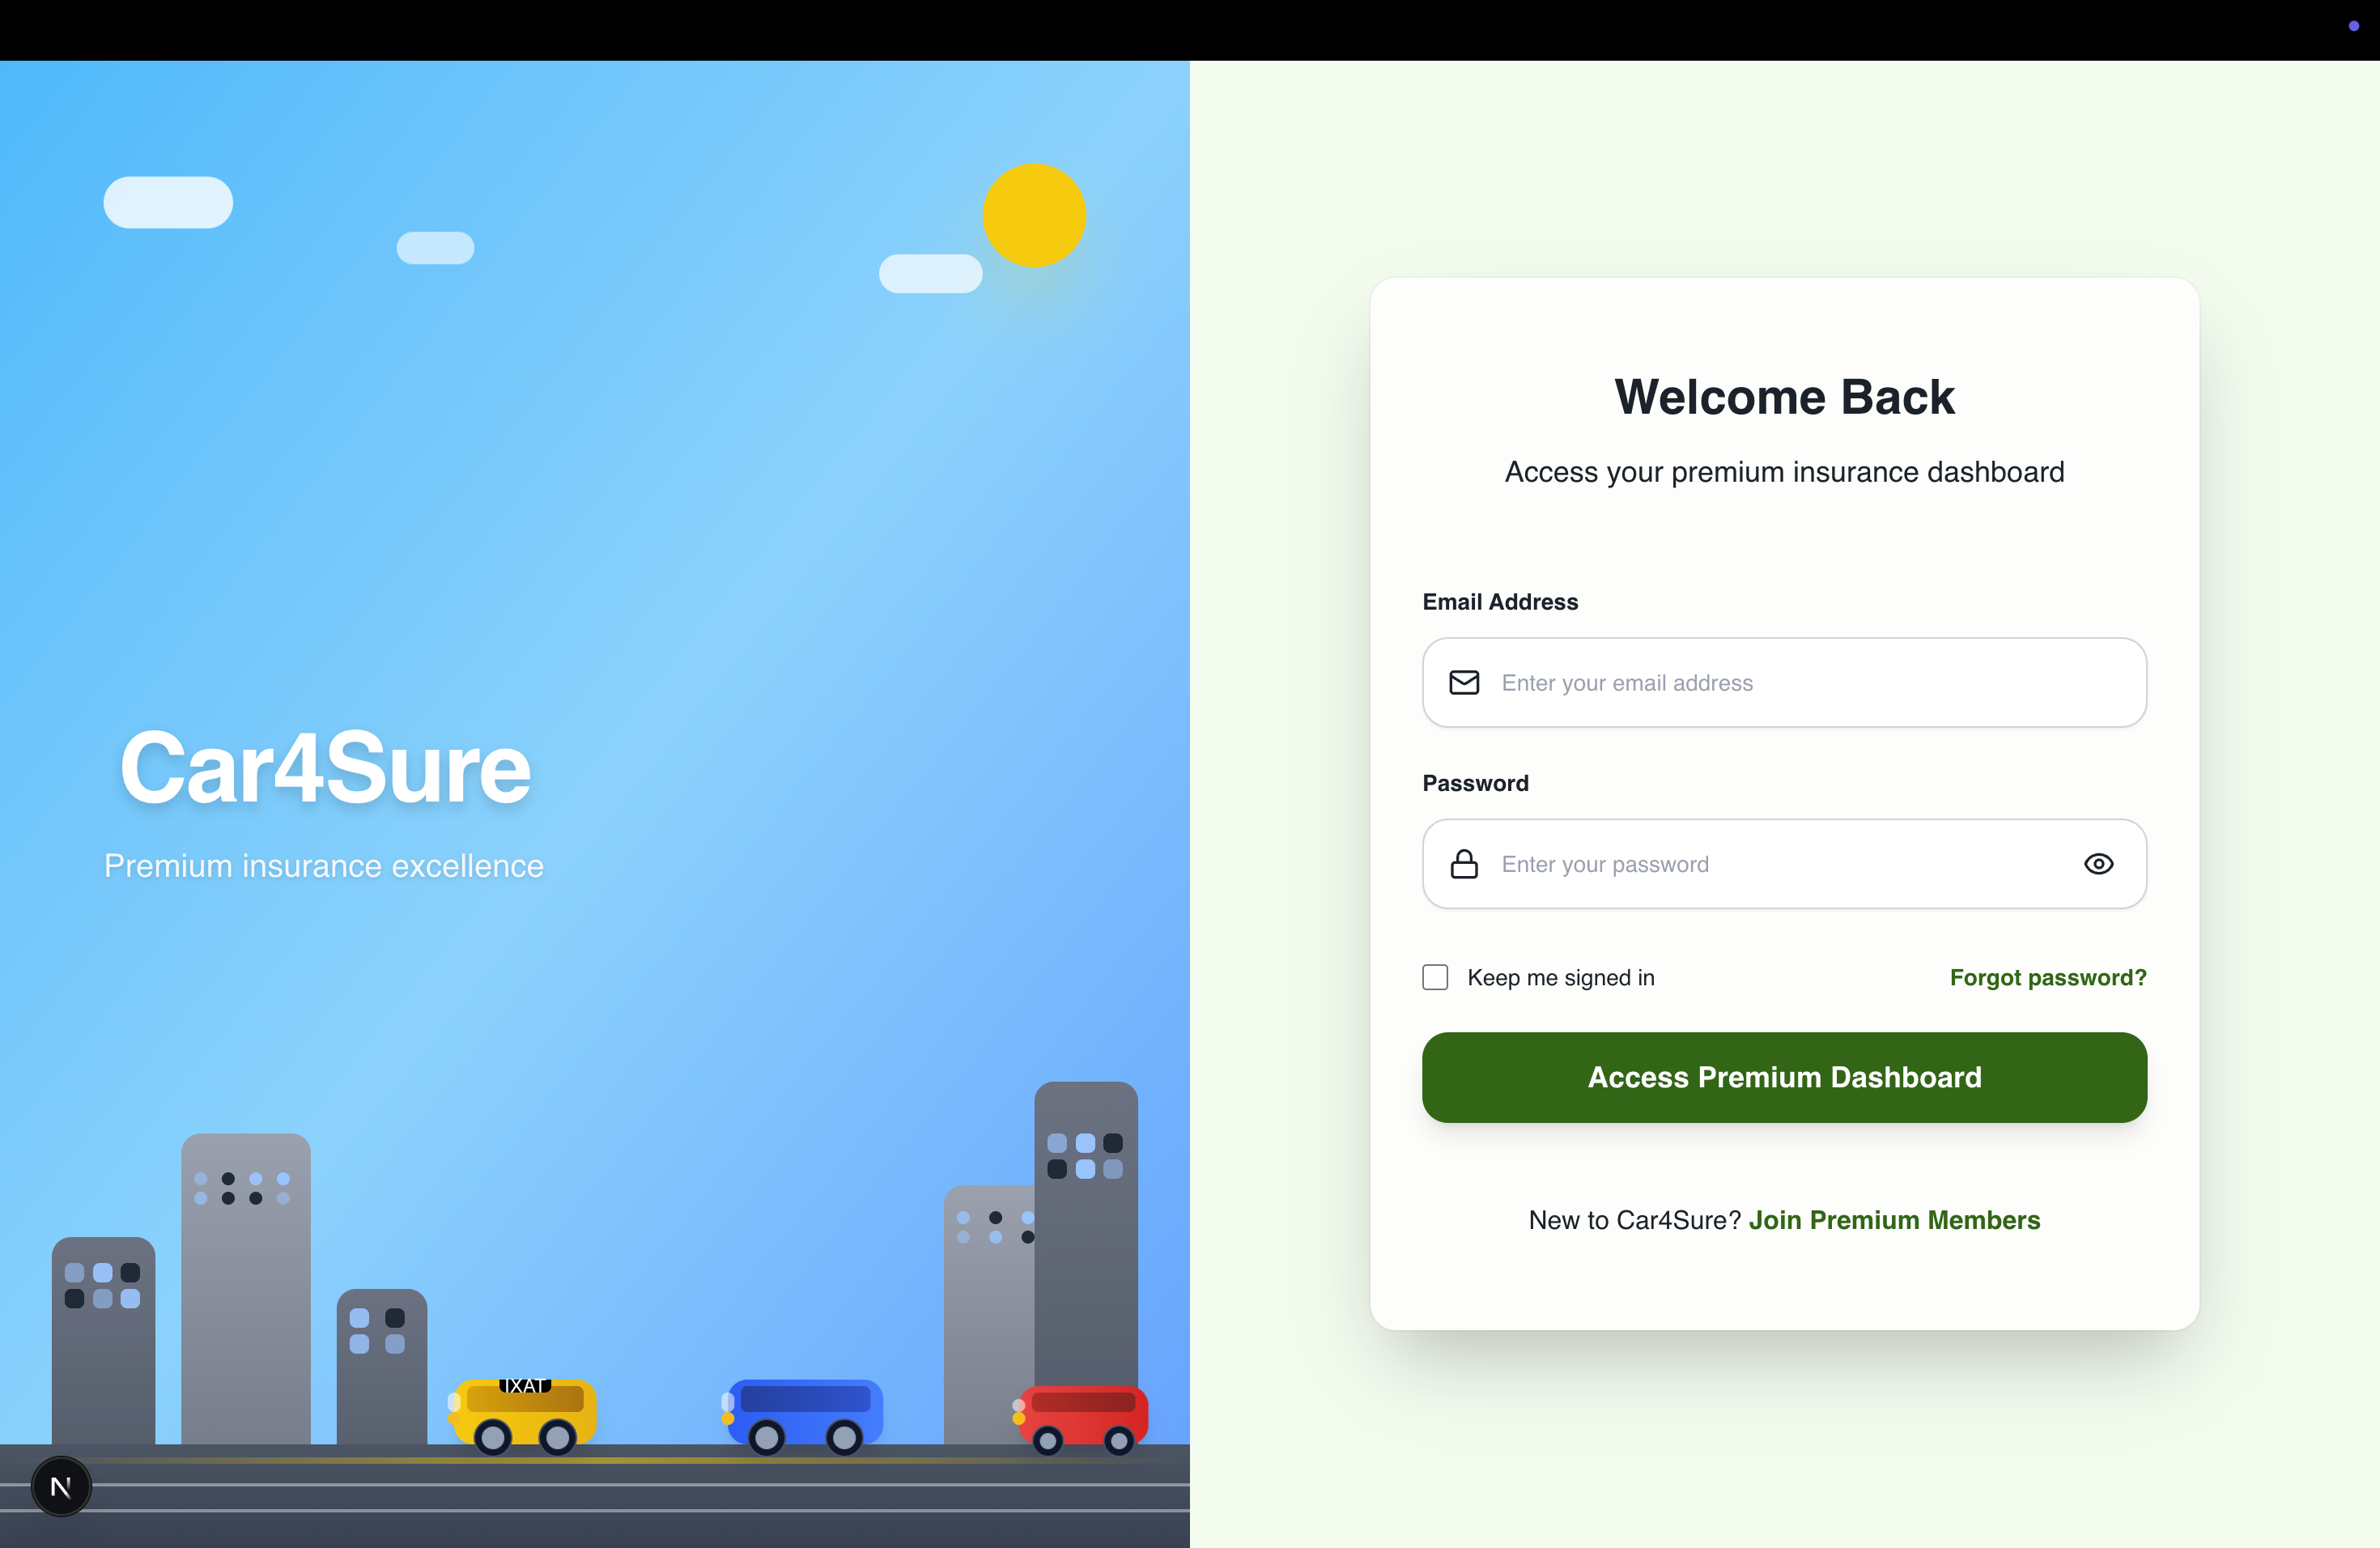 Car4Sure
Premium insurance excellence
TAXI
N
Welcome Back
Access your premium insurance dashboard
Email Address
Enter your email address
Password
Enter your password
Keep me signed in
Forgot password?
Access Premium Dashboard
New to Car4Sure? Join Premium Members